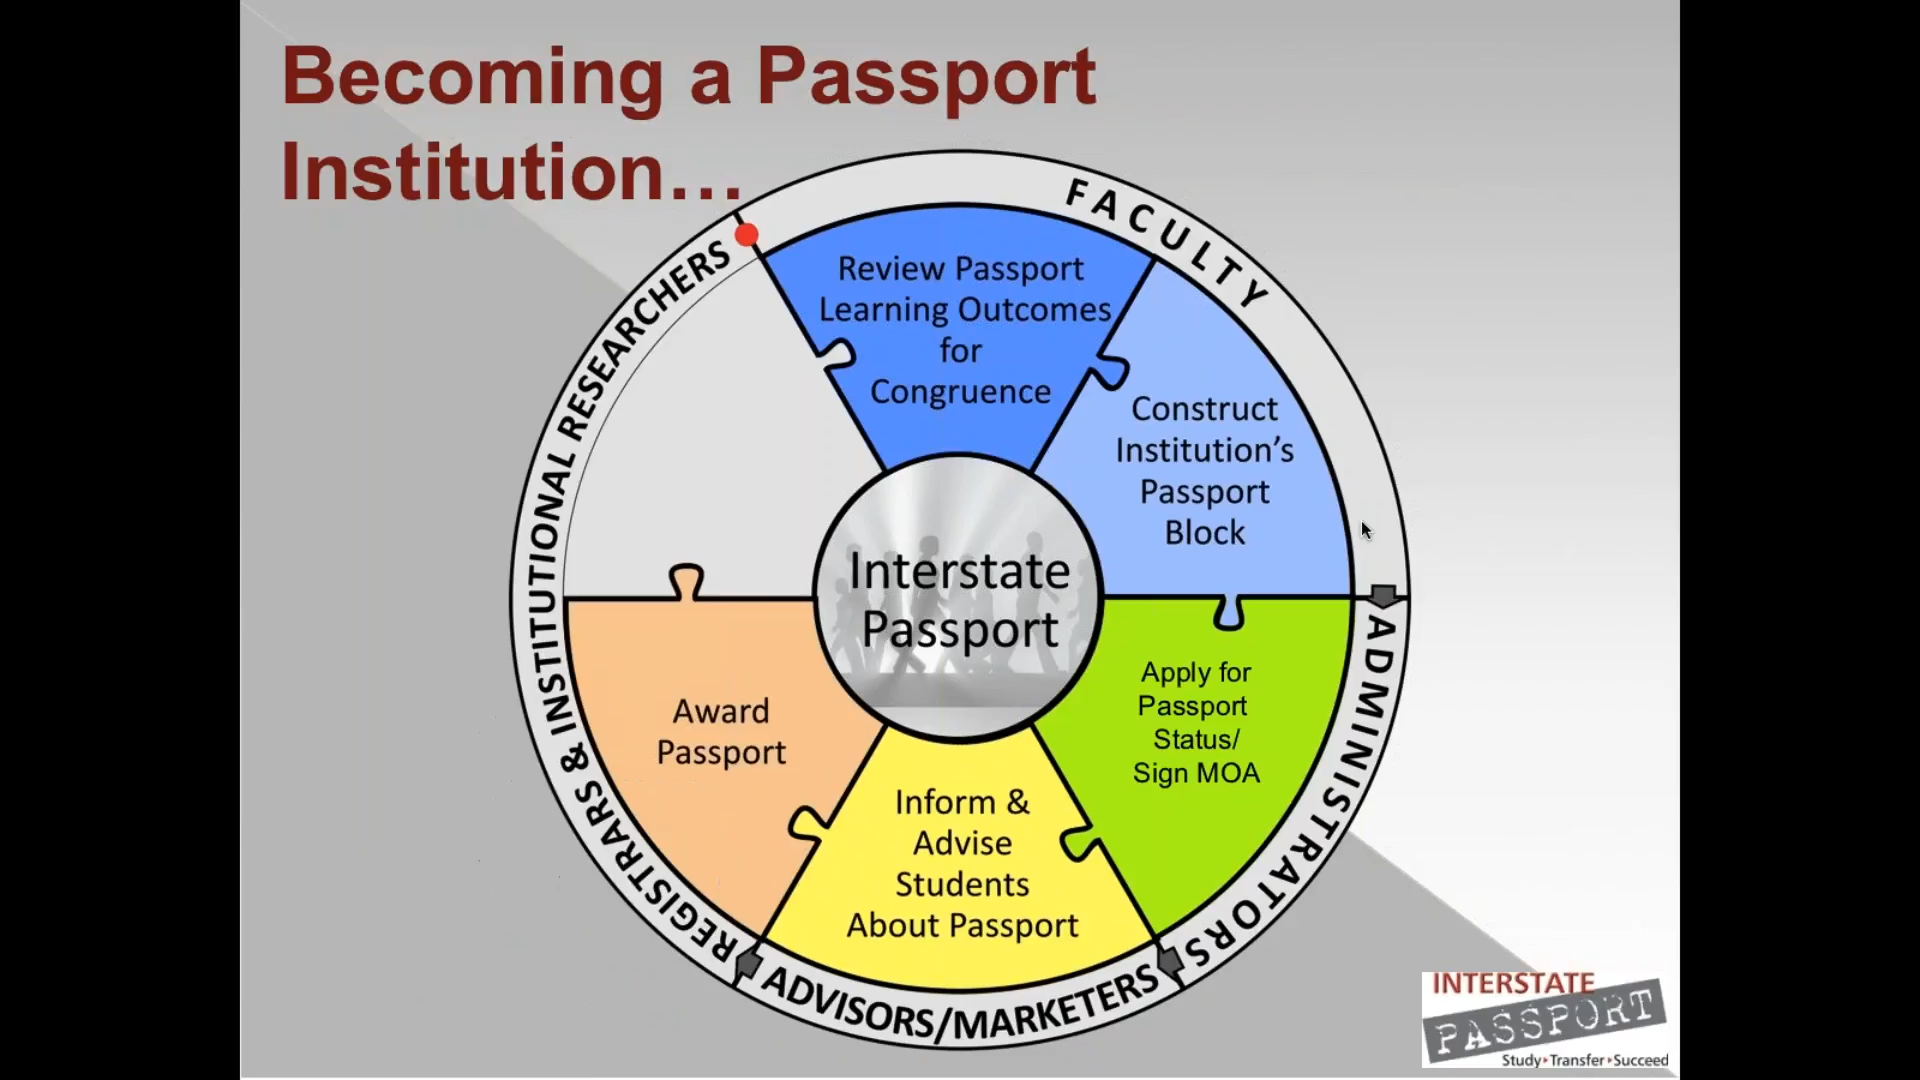 Becoming a Passport
Institution…
FACULTY
Review Passport
Learning Outcomes
for
Congruence
Construct
Institution’s
Passport
Block
ADMINISTRATORS
Apply for
Passport
Status/
Sign MOA
Inform &
Advise
Students
About Passport
ADVISORS/MARKETERS
Award
Passport
REGISTRARS & INSTITUTIONAL RESEARCHERS
Interstate
Passport
INTERSTATE
PASSPORT
Study▸Transfer▸Succeed